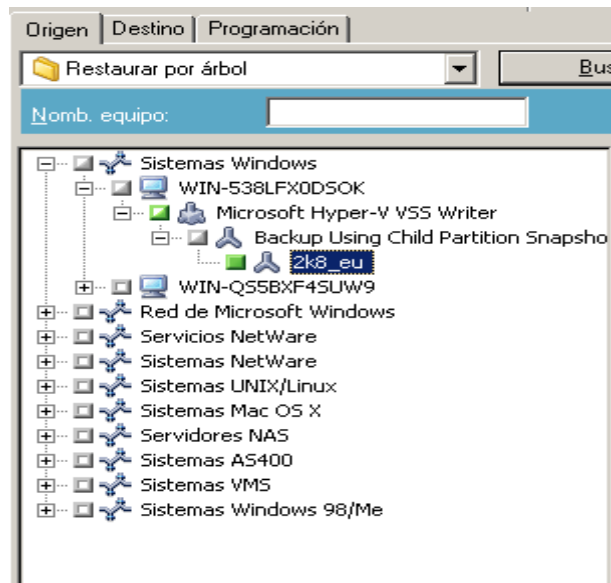 Origen Destino Programación
Restaurar por árbol Bus
Nomb. equipo:
Sistemas Windows
WIN-538LFX0DSOK
Microsoft Hyper-V VSS Writer
Backup Using Child Partition Snapsho
2k8_eu
WIN-QS5BXF4SUW9
Red de Microsoft Windows
Servicios NetWare
Sistemas NetWare
Sistemas UNIX/Linux
Sistemas Mac OS X
Servidores NAS
Sistemas AS400
Sistemas VMS
Sistemas Windows 98/Me